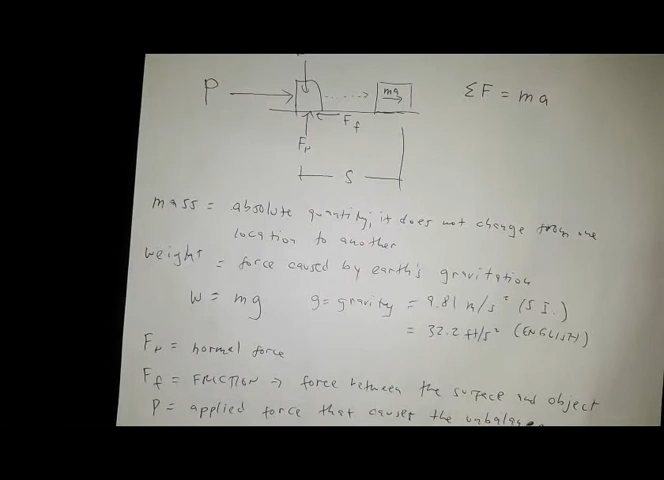 P
ma
ΣF = ma
Ff
FN
S
mass = absolute quantity; it does not change from one
location to another
weight = force caused by earth's gravitation
W = mg g = gravity = 9.81 m/s² (S.I.)
= 32.2 ft/s² (ENGLISH)
FN = normal force
Ff = FRICTION => force between the surface and object
P = applied force that causes the